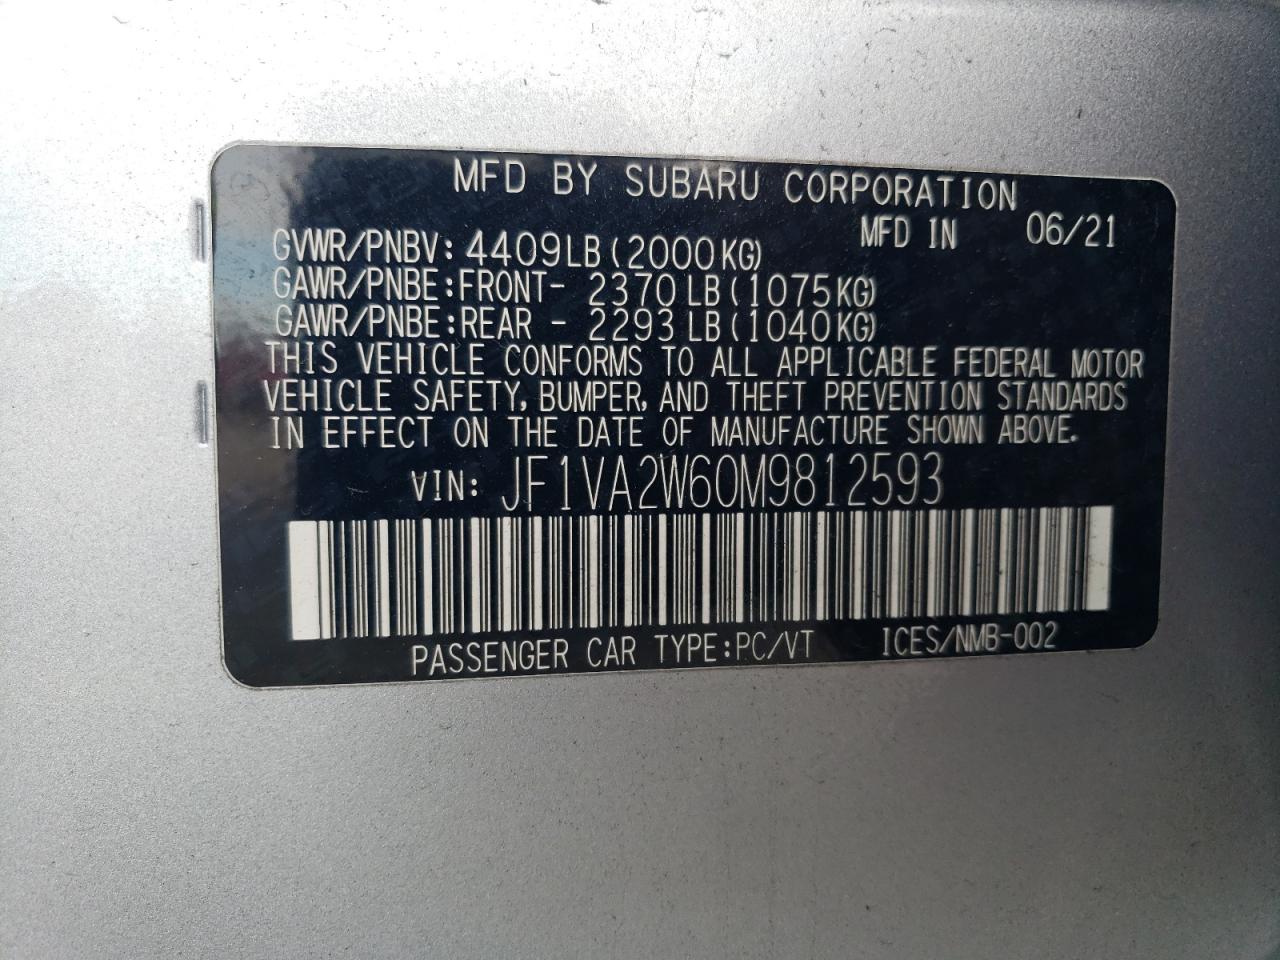 MFD BY SUBARU CORPORATION
MFD IN 06/21
GVWR/PNBV: 4409LB(2000KG)
GAWR/PNBE:FRONT- 2370LB(1075KG)
GAWR/PNBE:REAR - 2293LB(1040KG)
THIS VEHICLE CONFORMS TO ALL APPLICABLE FEDERAL MOTOR
VEHICLE SAFETY, BUMPER, AND THEFT PREVENTION STANDARDS
IN EFFECT ON THE DATE OF MANUFACTURE SHOWN ABOVE.
VIN: JF1VA2W60M9812593
PASSENGER CAR TYPE:PC/VT ICES/NMB-002